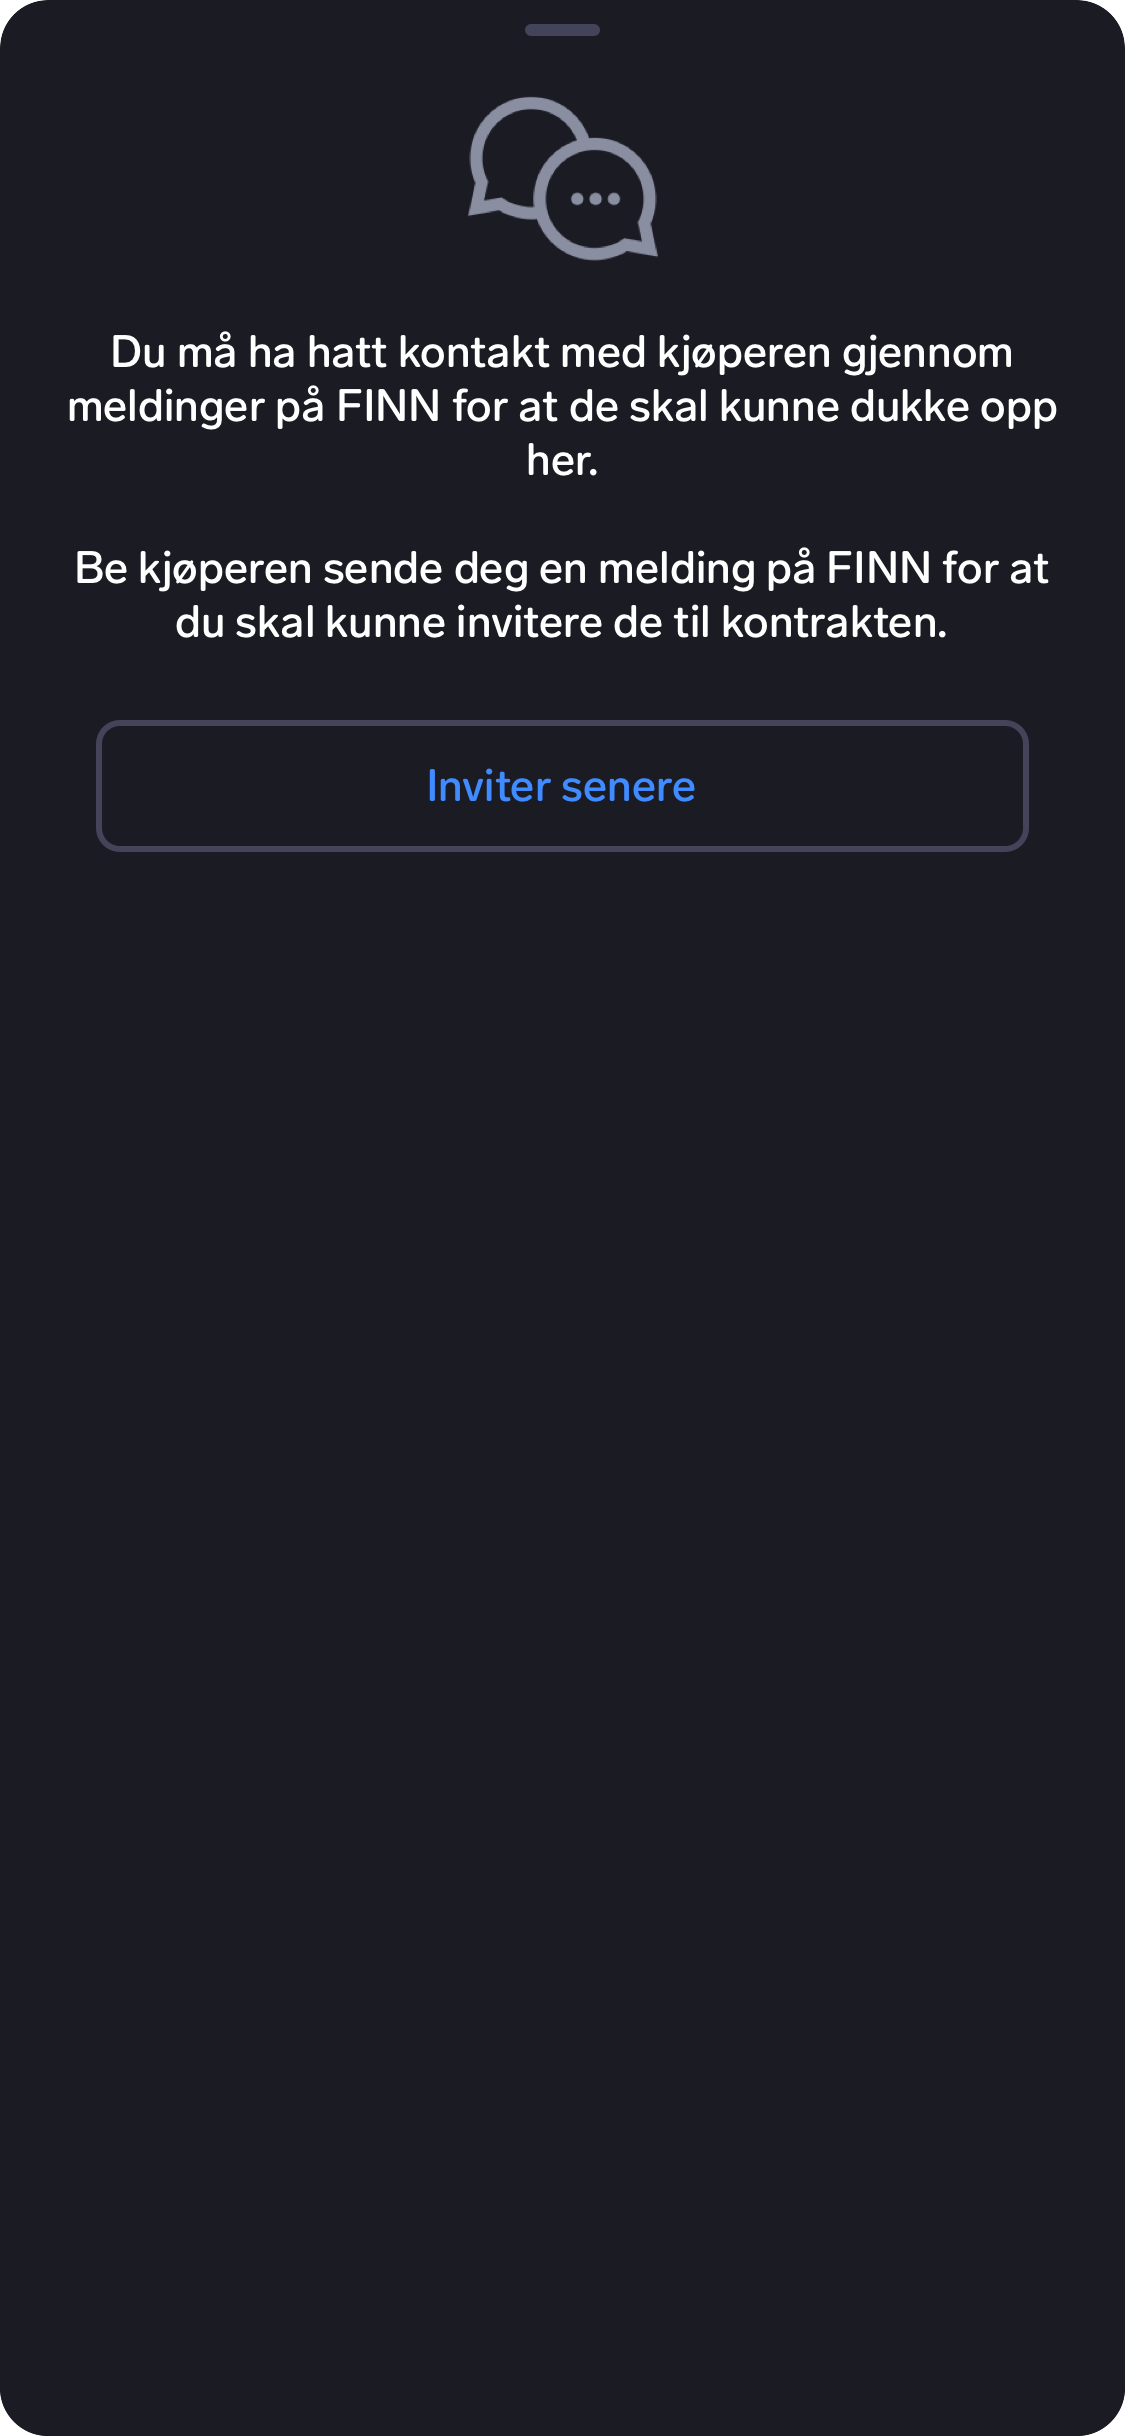 Du må ha hatt kontakt med kjøperen gjennom
meldinger på FINN for at de skal kunne dukke opp
her.
Be kjøperen sende deg en melding på FINN for at
du skal kunne invitere de til kontrakten.
Inviter senere